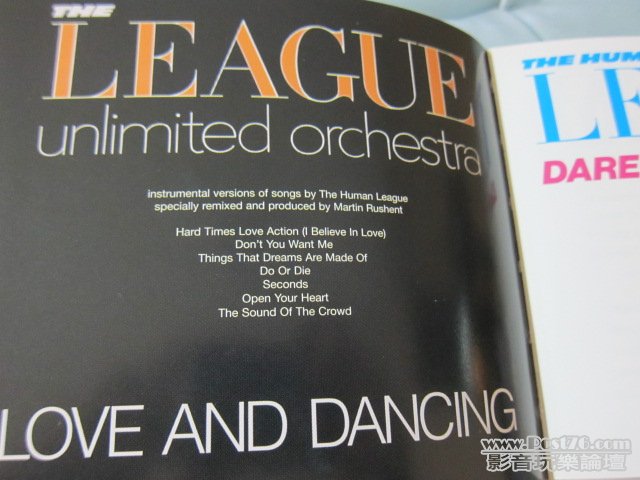 THE
LEAGUE
unlimited orchestra
instrumental versions of songs by The Human League
specially remixed and produced by Martin Rushent
Hard Times Love Action (I Believe In Love)
Don't You Want Me
Things That Dreams Are Made Of
Do Or Die
Seconds
Open Your Heart
The Sound Of The Crowd
LOVE AND DANCING
THE HUM
LE
DARE
www.Post76.com
影音玩樂論壇